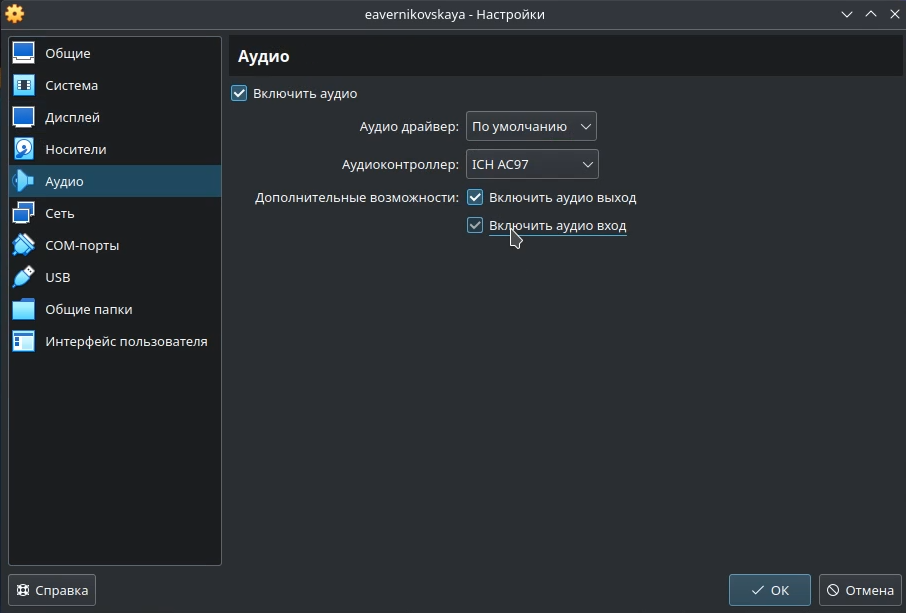 eavernikovskaya - Настройки
Общие
Система
Дисплей
Носители
Аудио
Сеть
COM-порты
USB
Общие папки
Интерфейс пользователя
Аудио
Включить аудио
Аудио драйвер: По умолчанию
Аудиоконтроллер: ICH AC97
Дополнительные возможности: Включить аудио выход
Включить аудио вход
Справка
OK
Отмена